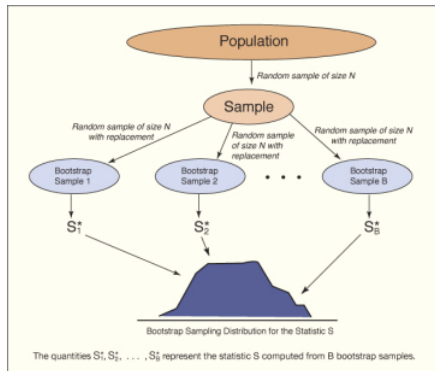 Population
Random sample of size N
Sample
Random sample of size N
with replacement
Random sample
of size N with
replacement
Random sample of size N
with replacement
Bootstrap
Sample 1
Bootstrap
Sample 2
• • •
Bootstrap
Sample B
S*1
S*2
S*B
Bootstrap Sampling Distribution for the Statistic S
The quantities S*1, S*2, . . . , S*B represent the statistic S computed from B bootstrap samples.